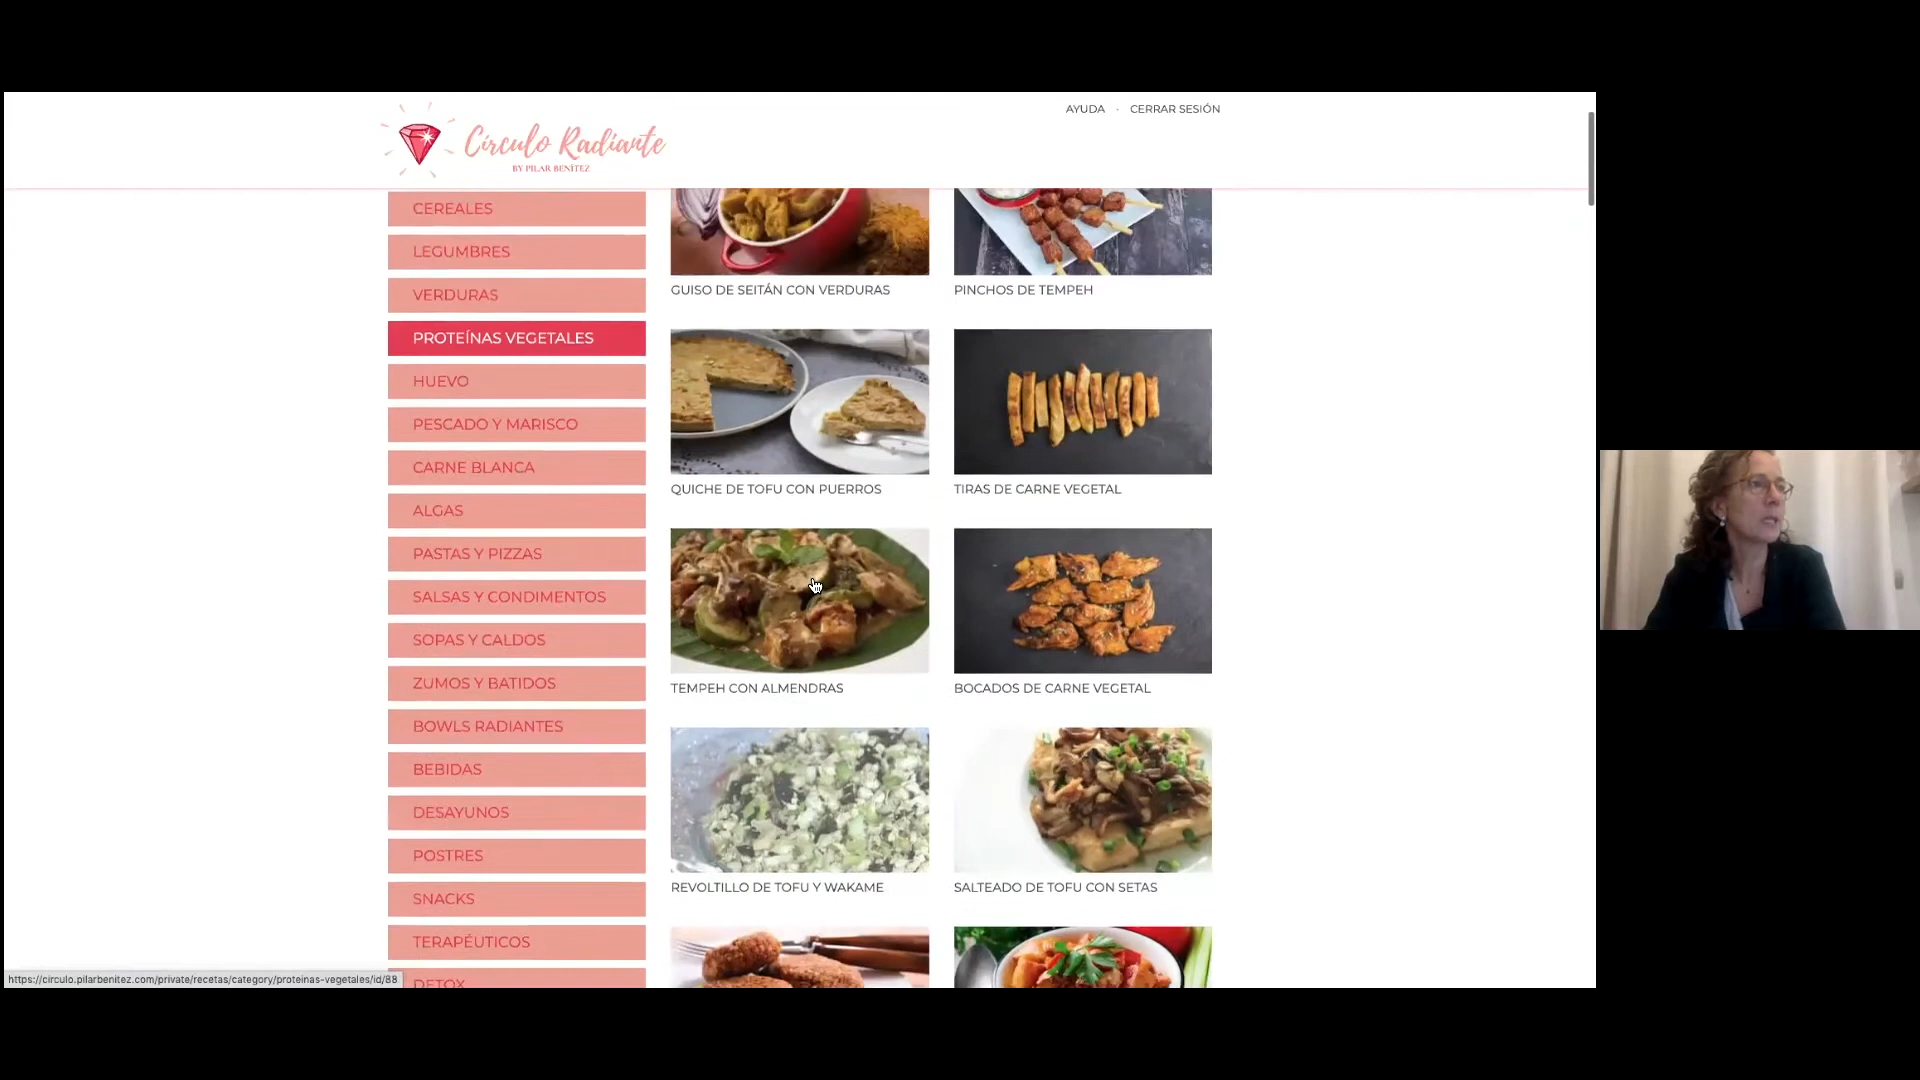 AYUDA · CERRAR SESIÓN
Círculo Radiante
BY PILAR BENÍTEZ
CEREALES
LEGUMBRES
VERDURAS
PROTEÍNAS VEGETALES
HUEVO
PESCADO Y MARISCO
CARNE BLANCA
ALGAS
PASTAS Y PIZZAS
SALSAS Y CONDIMENTOS
SOPAS Y CALDOS
ZUMOS Y BATIDOS
BOWLS RADIANTES
BEBIDAS
DESAYUNOS
POSTRES
SNACKS
TERAPÉUTICOS
DETOX
GUISO DE SEITÁN CON VERDURAS
PINCHOS DE TEMPEH
QUICHE DE TOFU CON PUERROS
TIRAS DE CARNE VEGETAL
TEMPEH CON ALMENDRAS
BOCADOS DE CARNE VEGETAL
REVOLTILLO DE TOFU Y WAKAME
SALTEADO DE TOFU CON SETAS
https://circulo.pilarbenitez.com/private/recetas/category/proteinas-vegetales/id/38